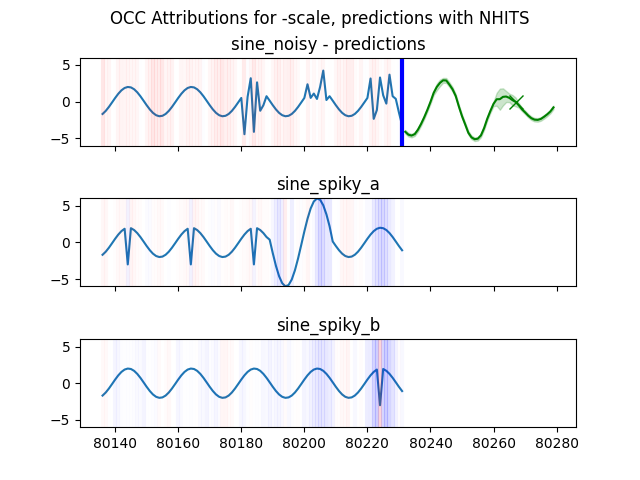 OCC Attributions for -scale, predictions with NHITS
sine_noisy - predictions
5
0
−5
sine_spiky_a
5
0
−5
sine_spiky_b
5
0
−5
80140 80160 80180 80200 80220 80240 80260 80280